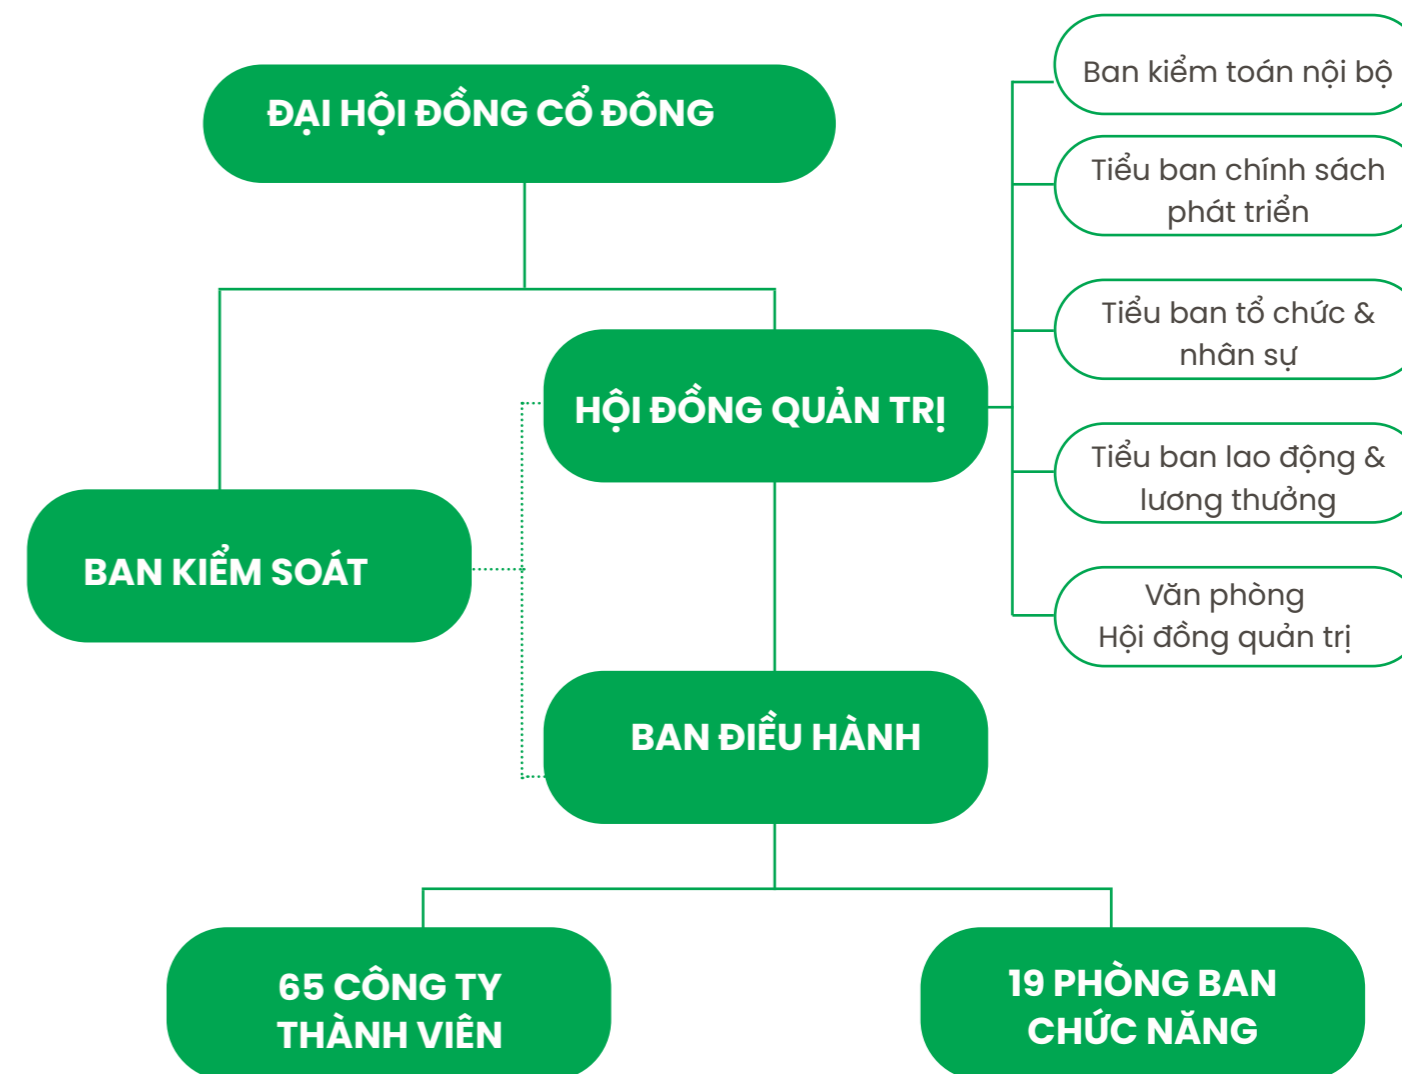 ĐẠI HỘI ĐỒNG CỔ ĐÔNG
Ban kiểm toán nội bộ
Tiểu ban chính sách
phát triển
Tiểu ban tổ chức &
nhân sự
HỘI ĐỒNG QUẢN TRỊ
Tiểu ban lao động &
lương thưởng
BAN KIỂM SOÁT
Văn phòng
Hội đồng quản trị
BAN ĐIỀU HÀNH
65 CÔNG TY
THÀNH VIÊN
19 PHÒNG BAN
CHỨC NĂNG